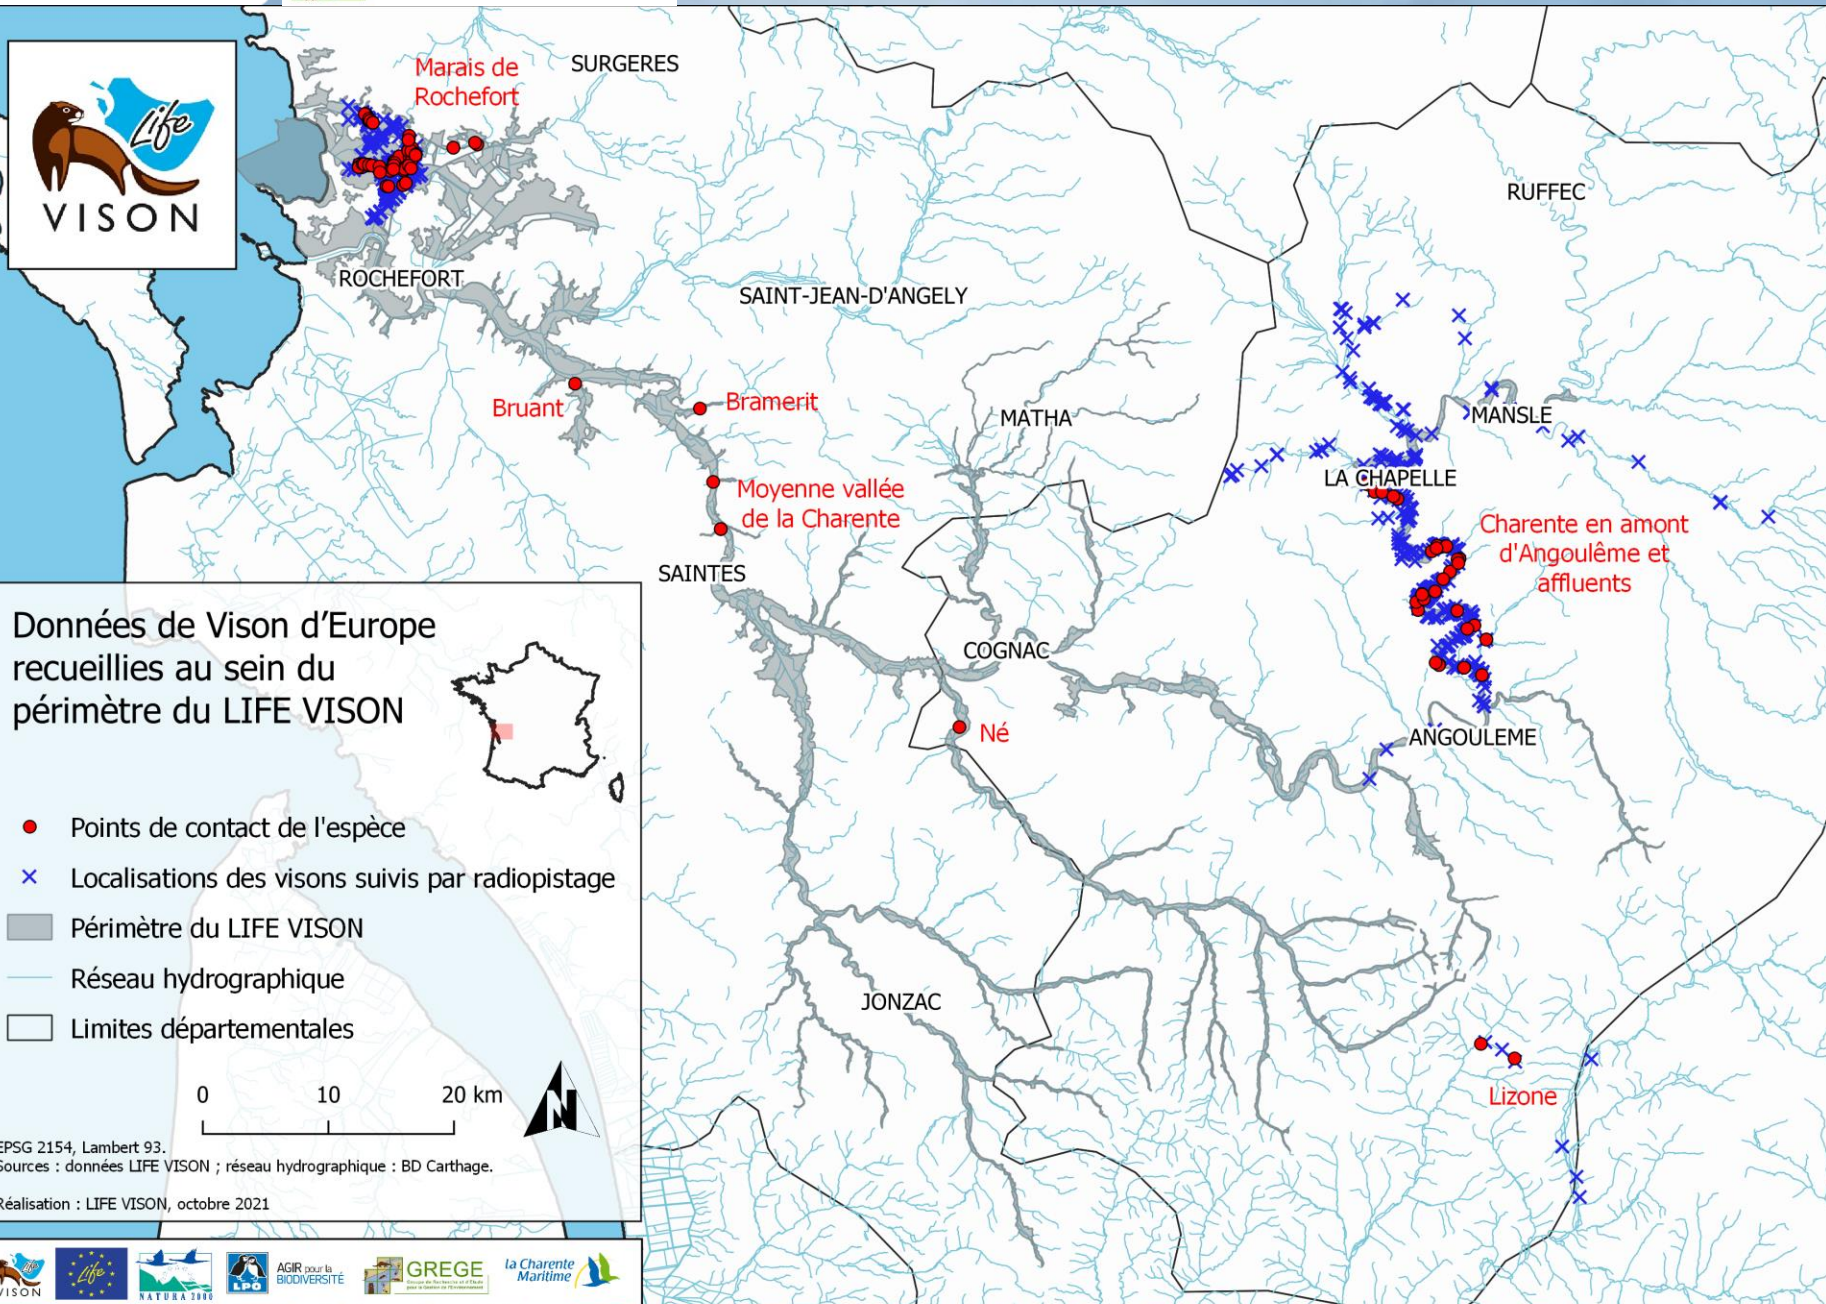 Life
VISON
Marais de
Rochefort
SURGERES
RUFFEC
ROCHEFORT
SAINT-JEAN-D'ANGELY
Bruant
Bramerit
MATHA
MANSLE
LA CHAPELLE
Moyenne vallée
de la Charente
Charente en amont
d'Angoulême et
affluents
SAINTES
COGNAC
Né
ANGOULEME
JONZAC
Lizone
Données de Vison d'Europe
recueillies au sein du
périmètre du LIFE VISON
Points de contact de l'espèce
Localisations des visons suivis par radiopistage
Périmètre du LIFE VISON
Réseau hydrographique
Limites départementales
0 10 20 km
N
EPSG 2154, Lambert 93.
Sources : données LIFE VISON ; réseau hydrographique : BD Carthage.
Réalisation : LIFE VISON, octobre 2021
VISON
Life
NATURA 2000
LPO
AGIR pour la
BIODIVERSITÉ
GREGE
la Charente
Maritime